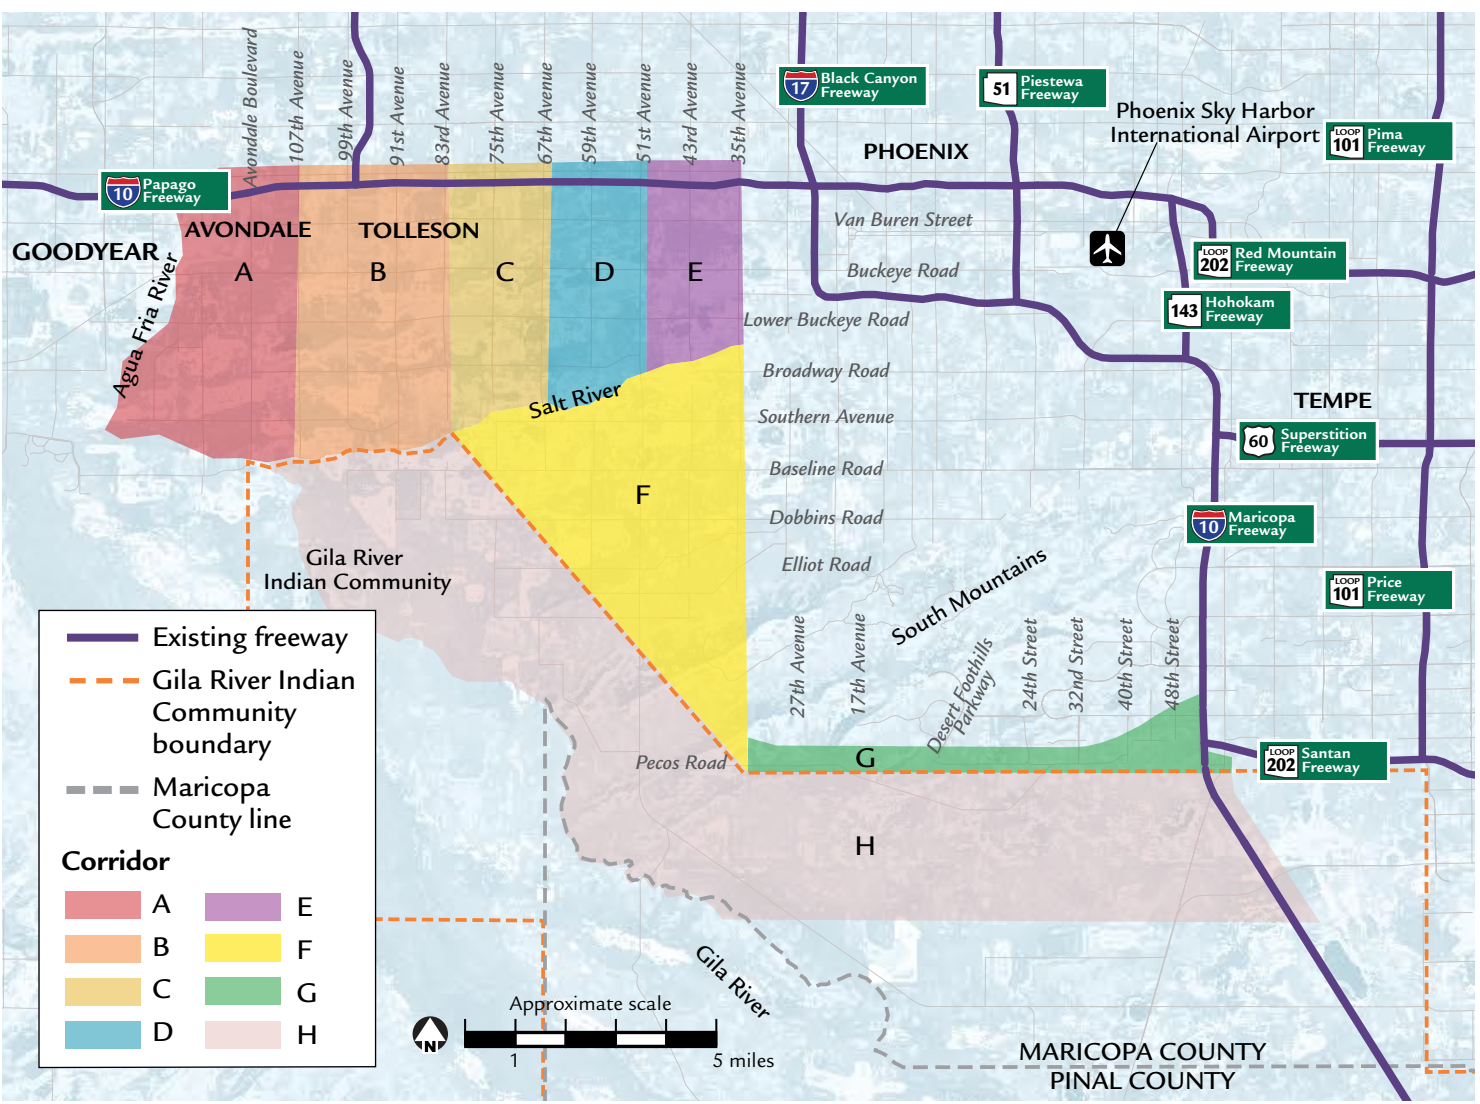 Avondale Boulevard
107th Avenue
99th Avenue
91st Avenue
83rd Avenue
75th Avenue
67th Avenue
59th Avenue
51st Avenue
43rd Avenue
35th Avenue
17
Black Canyon
Freeway
51
Piestewa
Freeway
Phoenix Sky Harbor
International Airport
LOOP
101
Pima
Freeway
PHOENIX
10
Papago
Freeway
GOODYEAR
AVONDALE
TOLLESON
Van Buren Street
Buckeye Road
LOOP
202
Red Mountain
Freeway
A
B
C
D
E
Agua Fria River
143
Hohokam
Freeway
Lower Buckeye Road
Broadway Road
Salt River
Southern Avenue
TEMPE
60
Superstition
Freeway
Baseline Road
F
Dobbins Road
10
Maricopa
Freeway
Elliot Road
Gila River
Indian Community
South Mountains
LOOP
101
Price
Freeway
27th Avenue
17th Avenue
Desert Foothills
Parkway
24th Street
32nd Street
40th Street
48th Street
Pecos Road
G
LOOP
202
Santan
Freeway
H
Existing freeway
Gila River Indian
Community
boundary
Maricopa
County line
Corridor
A
E
B
F
C
G
D
H
Gila River
Approximate scale
N
1
5 miles
MARICOPA COUNTY
PINAL COUNTY